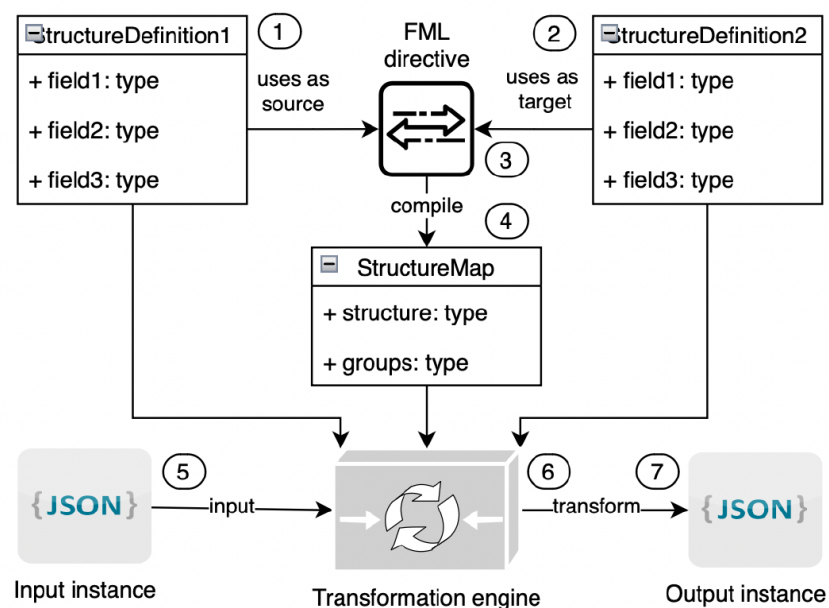 StructureDefinition1
+ field1: type
+ field2: type
+ field3: type
1
uses as
source
FML
directive
2
uses as
target
StructureDefinition2
+ field1: type
+ field2: type
+ field3: type
3
compile
4
StructureMap
+ structure: type
+ groups: type
{JSON}
5
input
6
transform
7
{JSON}
Input instance
Transformation engine
Output instance